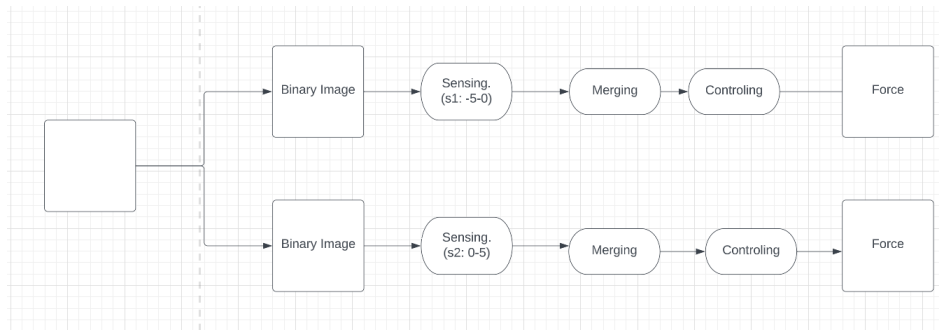 Binary Image
Sensing.
(s1: -5-0)
Merging
Controling
Force
Binary Image
Sensing.
(s2: 0-5)
Merging
Controling
Force